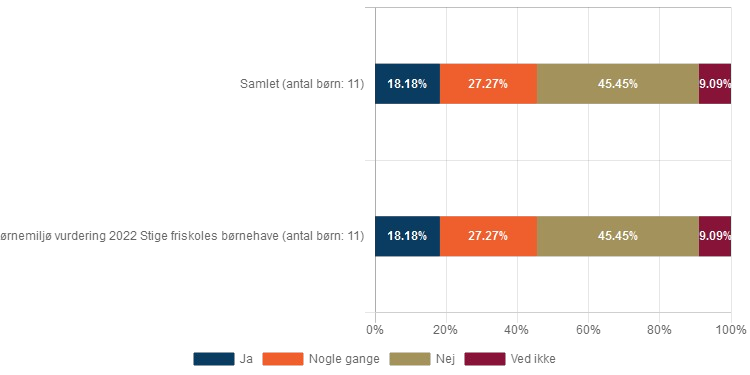 Samlet (antal børn: 11)
18.18% 27.27% 45.45% 9.09%
ørnemiljø vurdering 2022 Stige friskoles børnehave (antal børn: 11)
18.18% 27.27% 45.45% 9.09%
0% 20% 40% 60% 80% 100%
Ja Nogle gange Nej Ved ikke